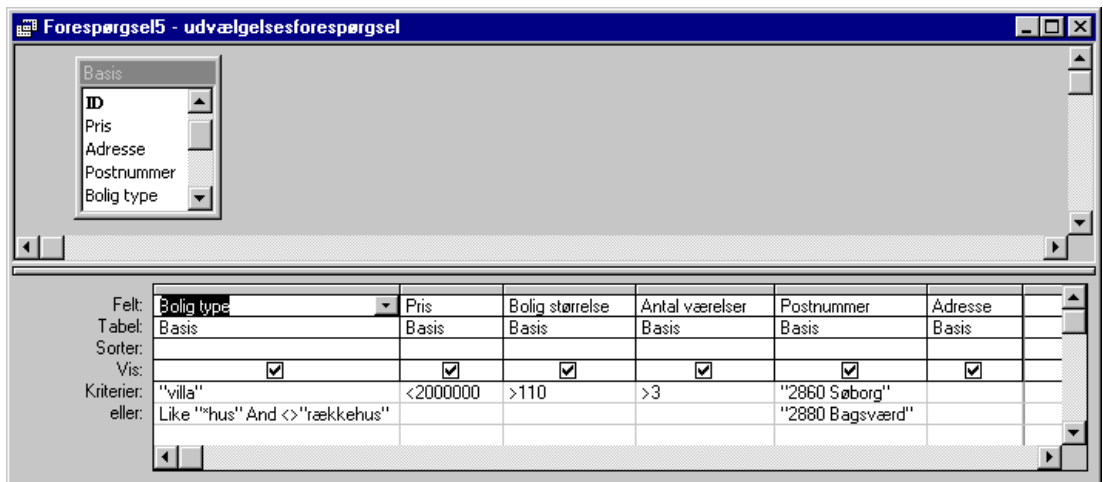 Forespørgsel5 - udvælgelsesforespørgsel
Basis
ID
Pris
Adresse
Postnummer
Bolig type
Felt: Bolig type Pris Bolig størrelse Antal værelser Postnummer Adresse
Tabel: Basis Basis Basis Basis Basis Basis
Sorter:
Vis:
Kriterier: "villa" <2000000 >110 >3 "2860 Søborg"
eller: Like "*hus" And <>"rækkehus" "2880 Bagsværd"